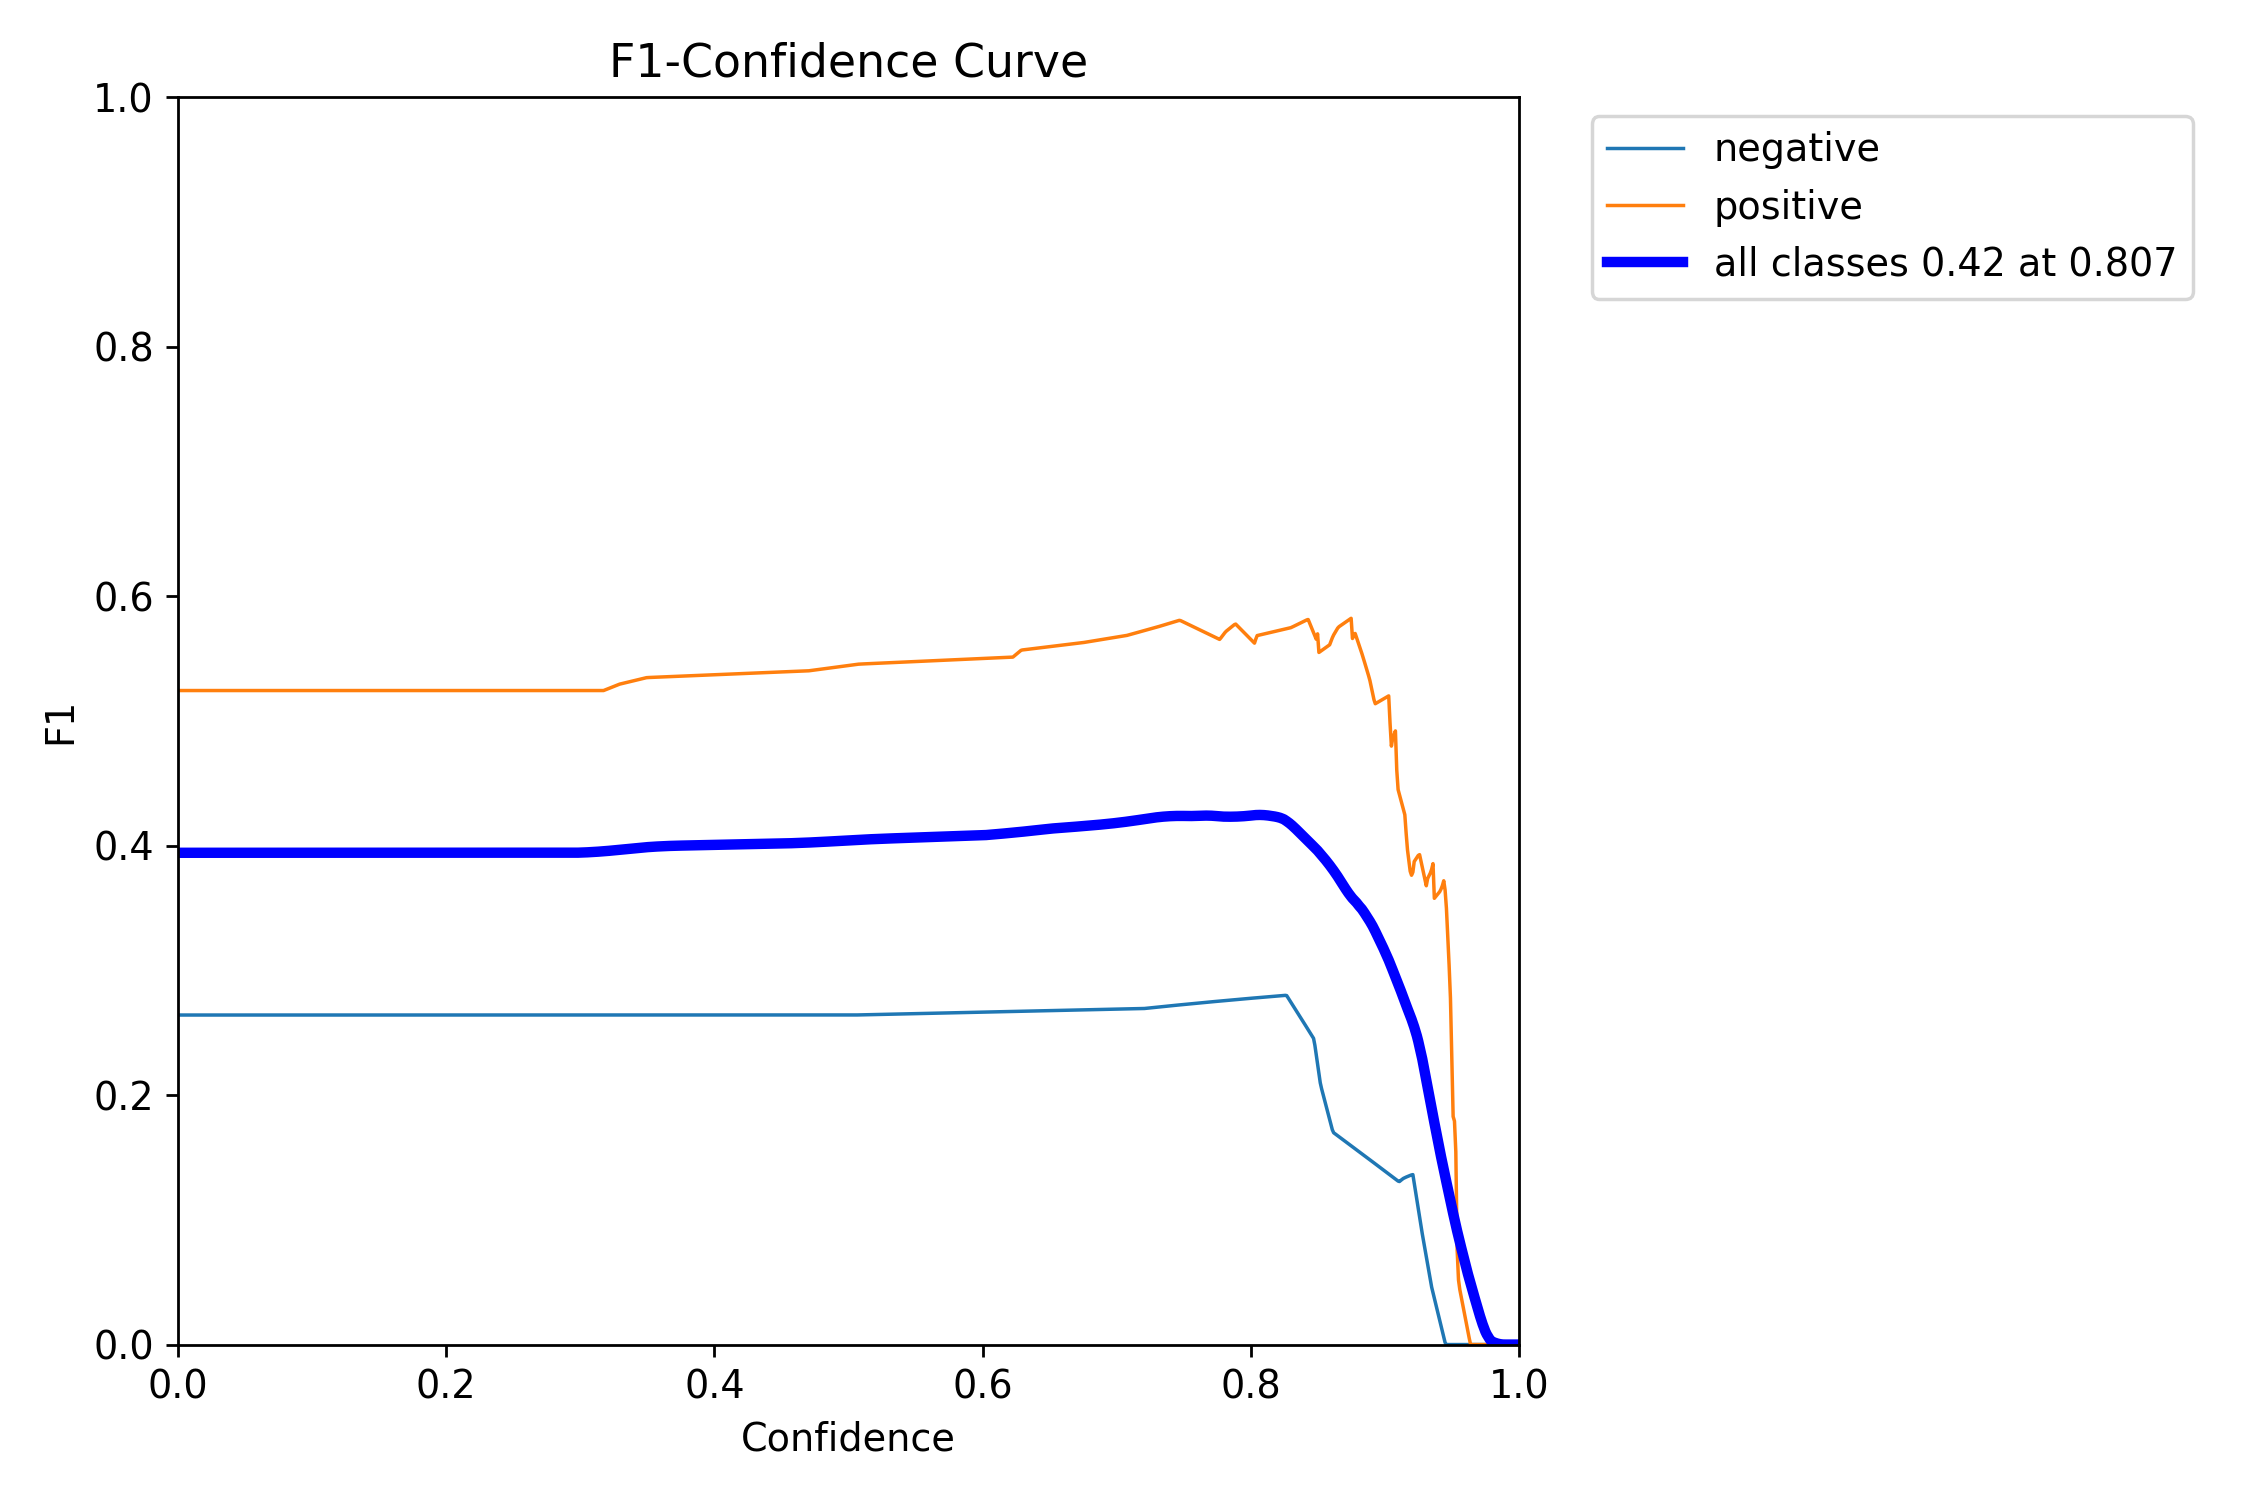 F1-Confidence Curve
1.0
0.8
0.6
0.4
0.2
0.0
F1
0.0 0.2 0.4 0.6 0.8 1.0
Confidence
negative
positive
all classes 0.42 at 0.807